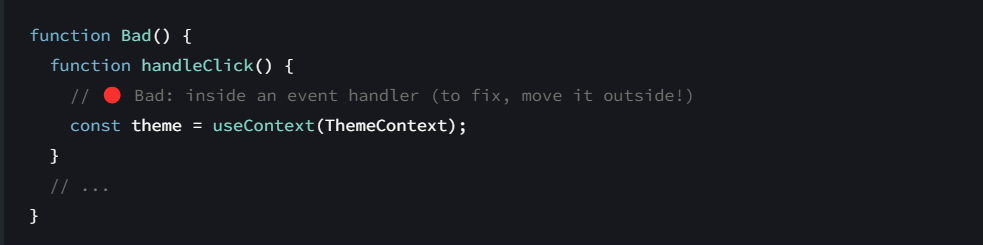 function Bad() {
  function handleClick() {
    // 🔴 Bad: inside an event handler (to fix, move it outside!)
    const theme = useContext(ThemeContext);
  }
  // ...
}